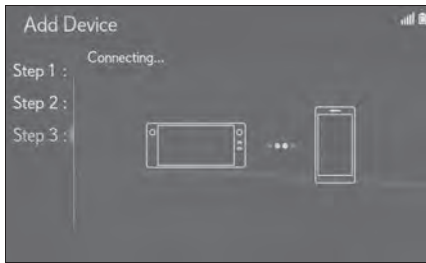 Add Device
Connecting...
Step 1 :
Step 2 :
Step 3 :